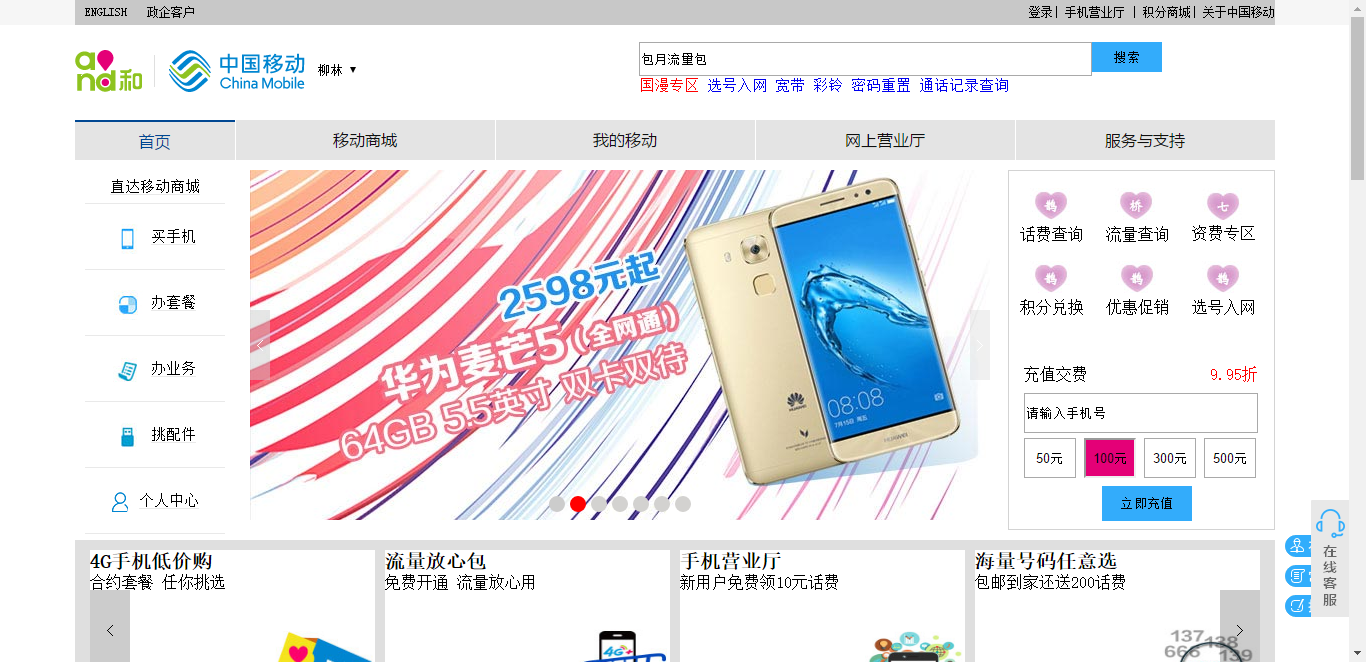 ENGLISH 政企客户 登录| 手机营业厅 | 积分商城| 关于中国移动
and和 中国移动 China Mobile 柳林 ▼ 包月流量包 搜索
国漫专区 选号入网 宽带 彩铃 密码重置 通话记录查询
首页 移动商城 我的移动 网上营业厅 服务与支持
直达移动商城
买手机
办套餐
办业务
挑配件
个人中心
2598元起
华为麦芒5(全网通)
64GB 5.5英寸 双卡双待
08:08
HUAWEI
HUAWEI
鹊 桥 七
话费查询 流量查询 资费专区
鹊 鹊 鹊
积分兑换 优惠促销 选号入网
充值交费 9.95折
请输入手机号
50元 100元 300元 500元
立即充值
在线客服
4G手机低价购
合约套餐 任你挑选
流量放心包
免费开通 流量放心用
4G+
手机营业厅
新用户免费领10元话费
海量号码任意选
包邮到家还送200话费
137 138
666 139